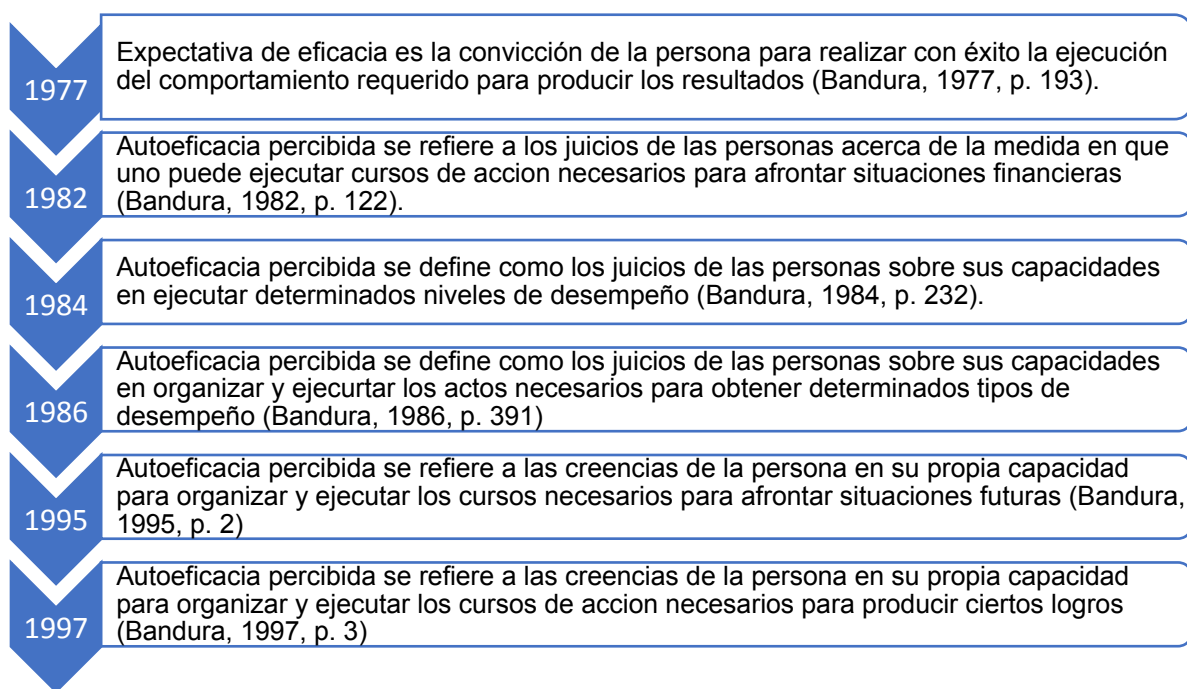 1977
Expectativa de eficacia es la convicción de la persona para realizar con éxito la ejecución
del comportamiento requerido para producir los resultados (Bandura, 1977, p. 193).
1982
Autoeficacia percibida se refiere a los juicios de las personas acerca de la medida en que
uno puede ejecutar cursos de accion necesarios para afrontar situaciones financieras
(Bandura, 1982, p. 122).
1984
Autoeficacia percibida se define como los juicios de las personas sobre sus capacidades
en ejecutar determinados niveles de desempeño (Bandura, 1984, p. 232).
1986
Autoeficacia percibida se define como los juicios de las personas sobre sus capacidades
en organizar y ejecurtar los actos necesarios para obtener determinados tipos de
desempeño (Bandura, 1986, p. 391)
1995
Autoeficacia percibida se refiere a las creencias de la persona en su propia capacidad
para organizar y ejecutar los cursos necesarios para afrontar situaciones futuras (Bandura,
1995, p. 2)
1997
Autoeficacia percibida se refiere a las creencias de la persona en su propia capacidad
para organizar y ejecutar los cursos de accion necesarios para producir ciertos logros
(Bandura, 1997, p. 3)